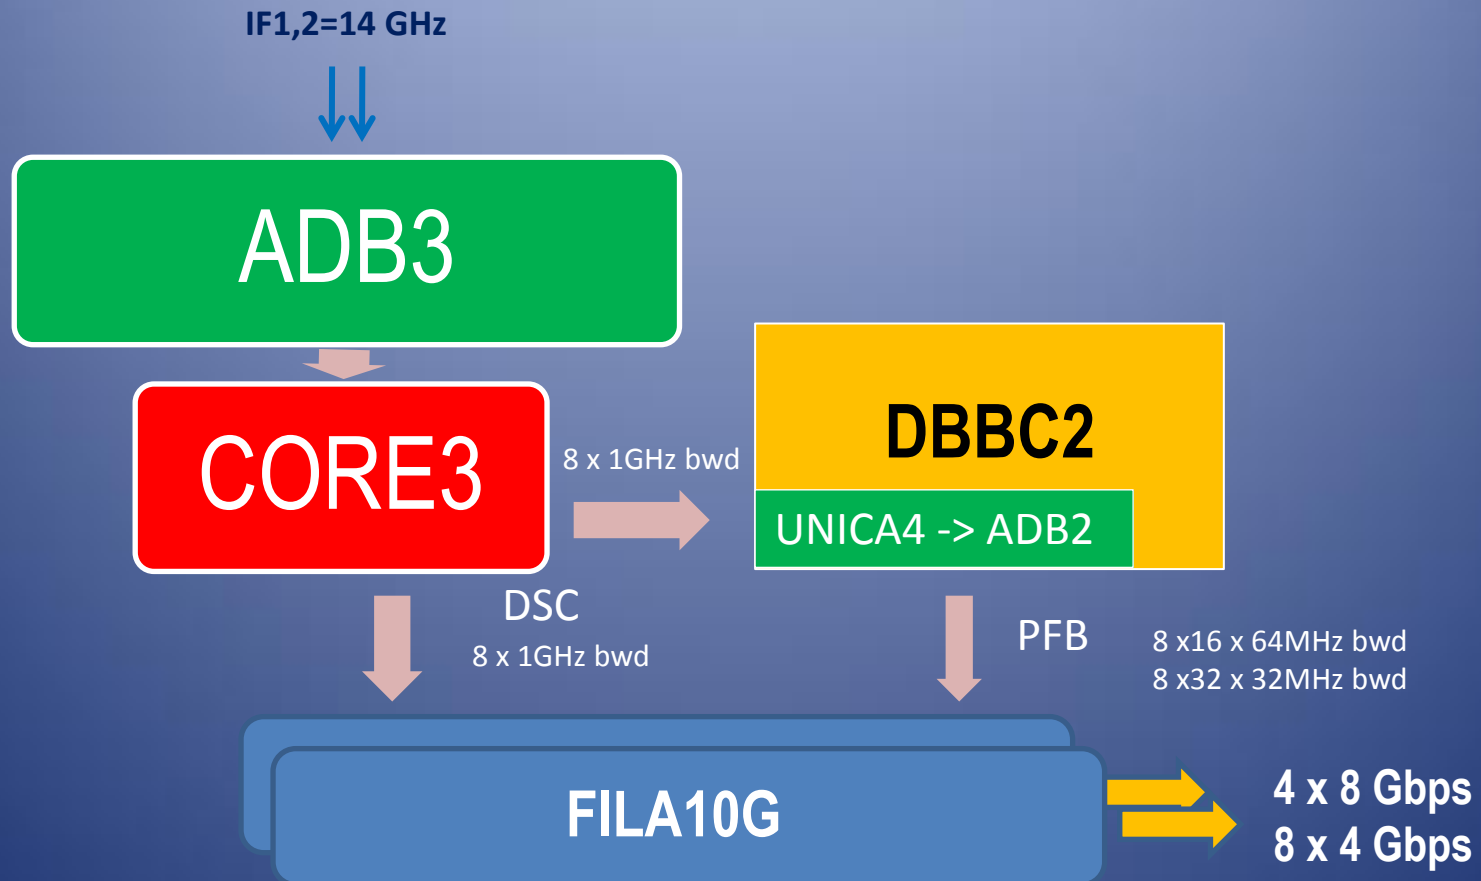 IF1,2=14 GHz
ADB3
CORE3
8 x 1GHz bwd
DBBC2
UNICA4 -> ADB2
DSC
8 x 1GHz bwd
PFB
8 x16 x 64MHz bwd
8 x32 x 32MHz bwd
FILA10G
4 x 8 Gbps
8 x 4 Gbps